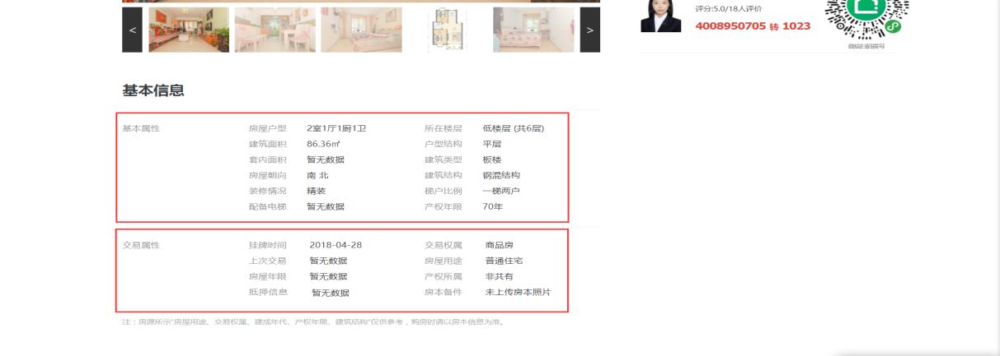 评分:5.0/18人评价
4008950705 转 1023
微信扫码拨号
< >
基本信息
基本属性 房屋户型 2室1厅1厨1卫 所在楼层 低楼层 (共6层)
建筑面积 86.36㎡ 户型结构 平层
套内面积 暂无数据 建筑类型 板楼
房屋朝向 南 北 建筑结构 钢混结构
装修情况 精装 梯户比例 一梯两户
配备电梯 暂无数据 产权年限 70年
交易属性 挂牌时间 2018-04-28 交易权属 商品房
上次交易 暂无数据 房屋用途 普通住宅
房屋年限 暂无数据 产权所属 非共有
抵押信息 暂无数据 房本备件 未上传房本照片
注：房源所示“房屋用途、交易权属、建成年代、产权年限、建筑结构”仅供参考，购房时请以房本信息为准。